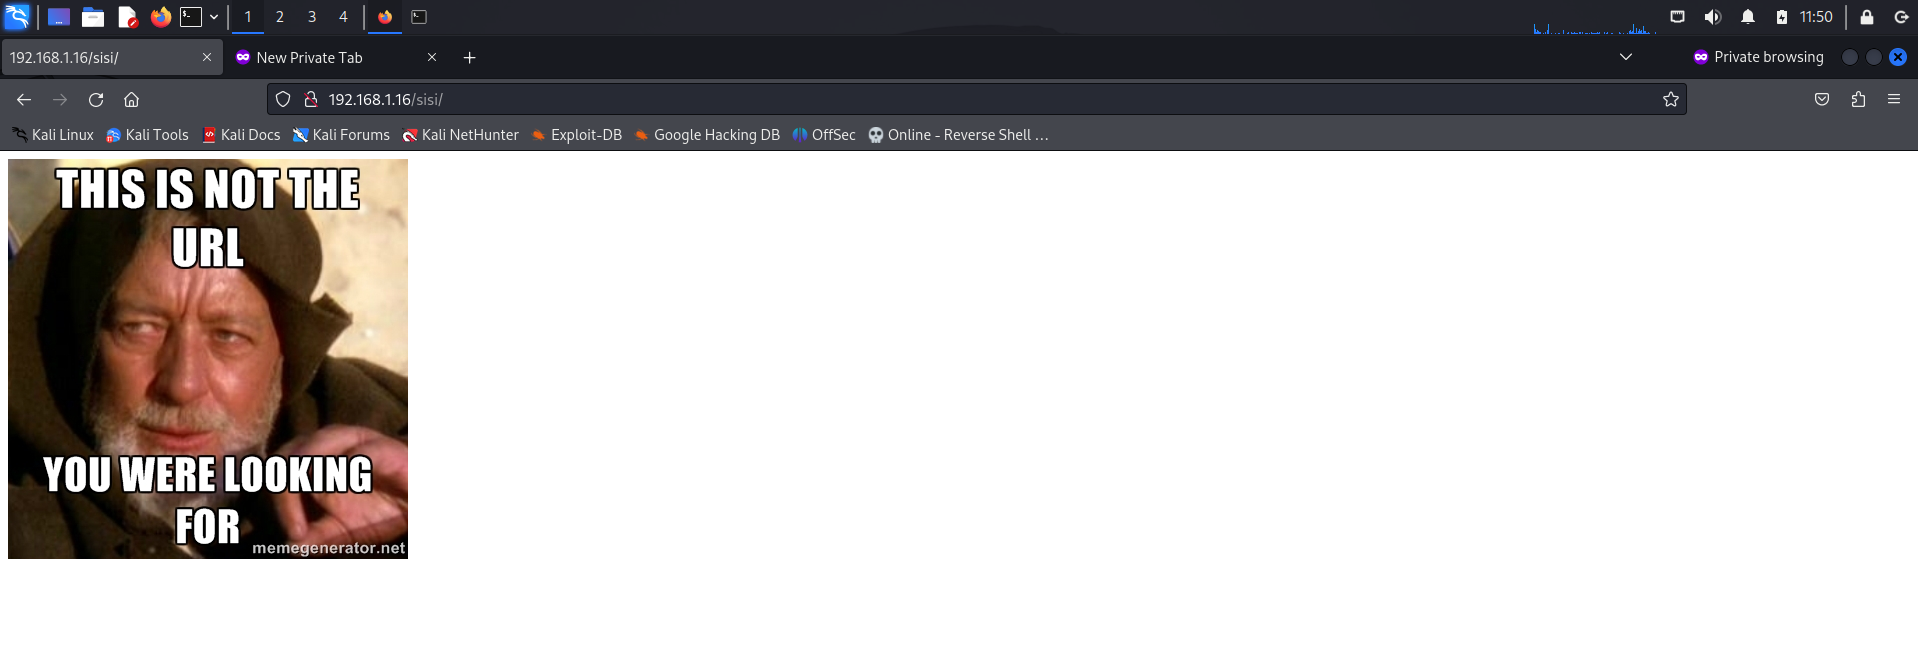 1 2 3 4 11:50
192.168.1.16/sisi/ New Private Tab Private browsing
192.168.1.16/sisi/
Kali Linux Kali Tools Kali Docs Kali Forums Kali NetHunter Exploit-DB Google Hacking DB OffSec Online - Reverse Shell ...
THIS IS NOT THE
URL
YOU WERE LOOKING
FOR
memegenerator.net